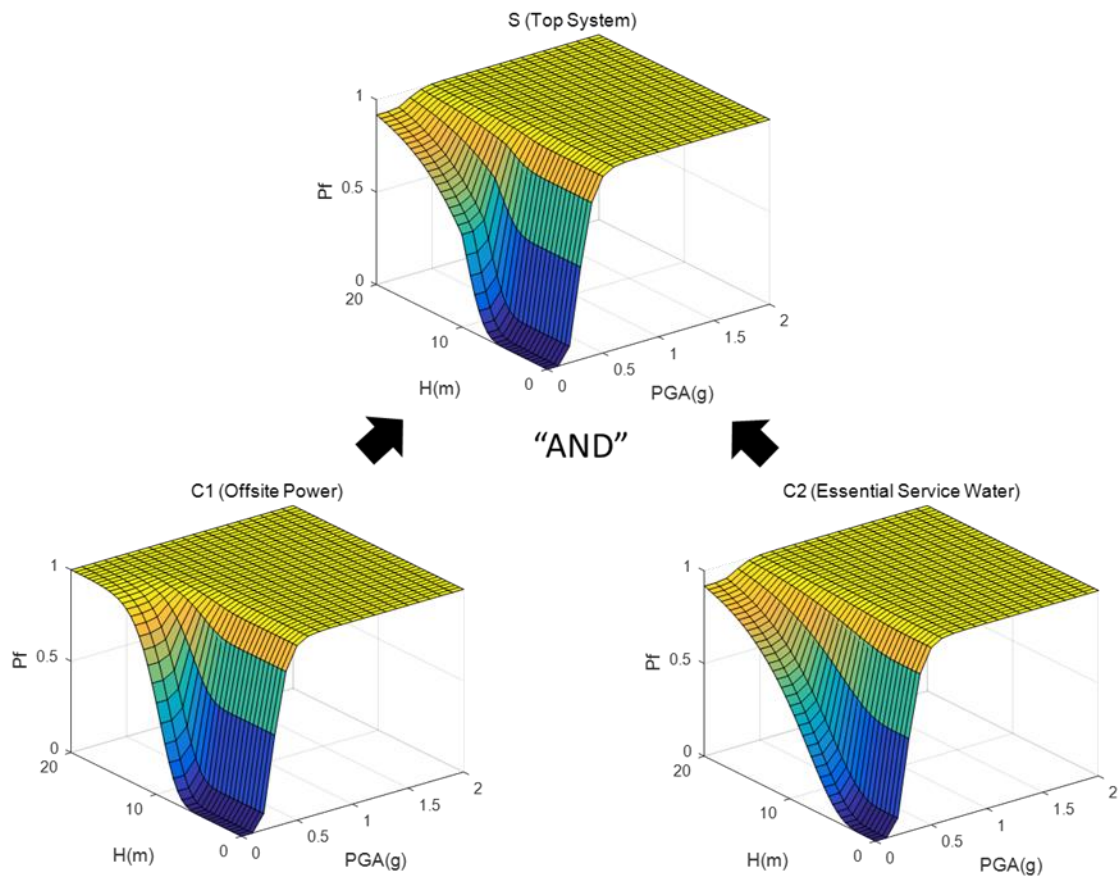 S (Top System)
1
0.5
0
Pf
20
10
0
H(m)
0
0.5
1
1.5
2
PGA(g)
“AND”
C1 (Offsite Power)
1
0.5
0
Pf
20
10
0
H(m)
0
0.5
1
1.5
2
PGA(g)
C2 (Essential Service Water)
1
0.5
0
Pf
20
10
0
H(m)
0
0.5
1
1.5
2
PGA(g)